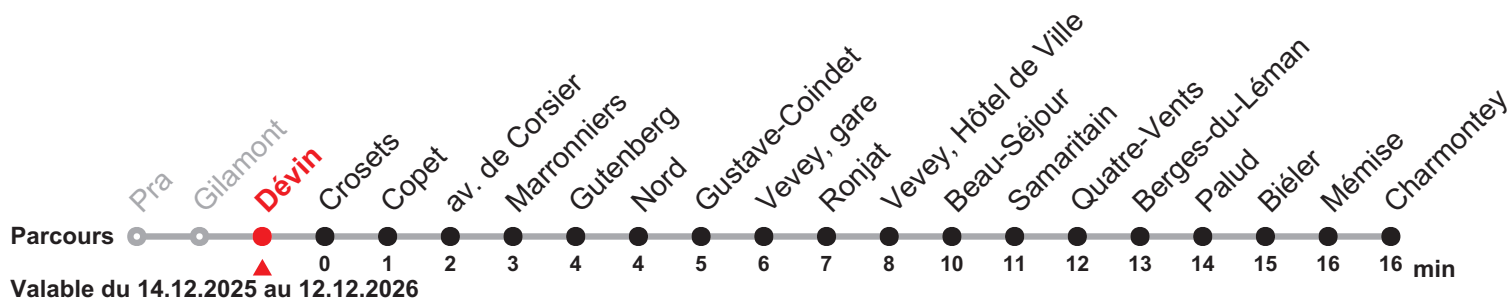 Pra
Gilamont
Dévin
Crosets
Copet
av. de Corsier
Marronniers
Gutenberg
Nord
Gustave-Coindet
Vevey, gare
Ronjat
Vevey, Hôtel de Ville
Beau-Séjour
Samaritain
Quatre-Vents
Berges-du-Léman
Palud
Biéler
Mémise
Charmontey
Parcours
0 1 2 3 4 4 5 6 7 8 10 11 12 13 14 15 16 16 min
Valable du 14.12.2025 au 12.12.2026